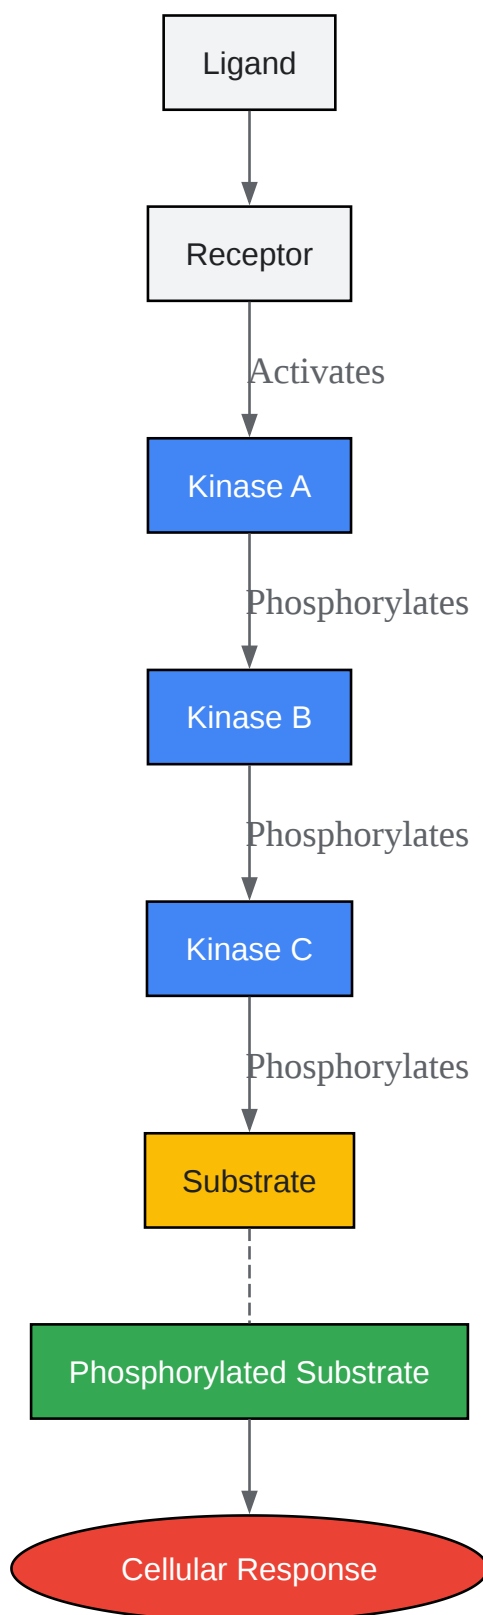 Ligand
Receptor
Activates
Kinase A
Phosphorylates
Kinase B
Phosphorylates
Kinase C
Phosphorylates
Substrate
Phosphorylated Substrate
Cellular Response